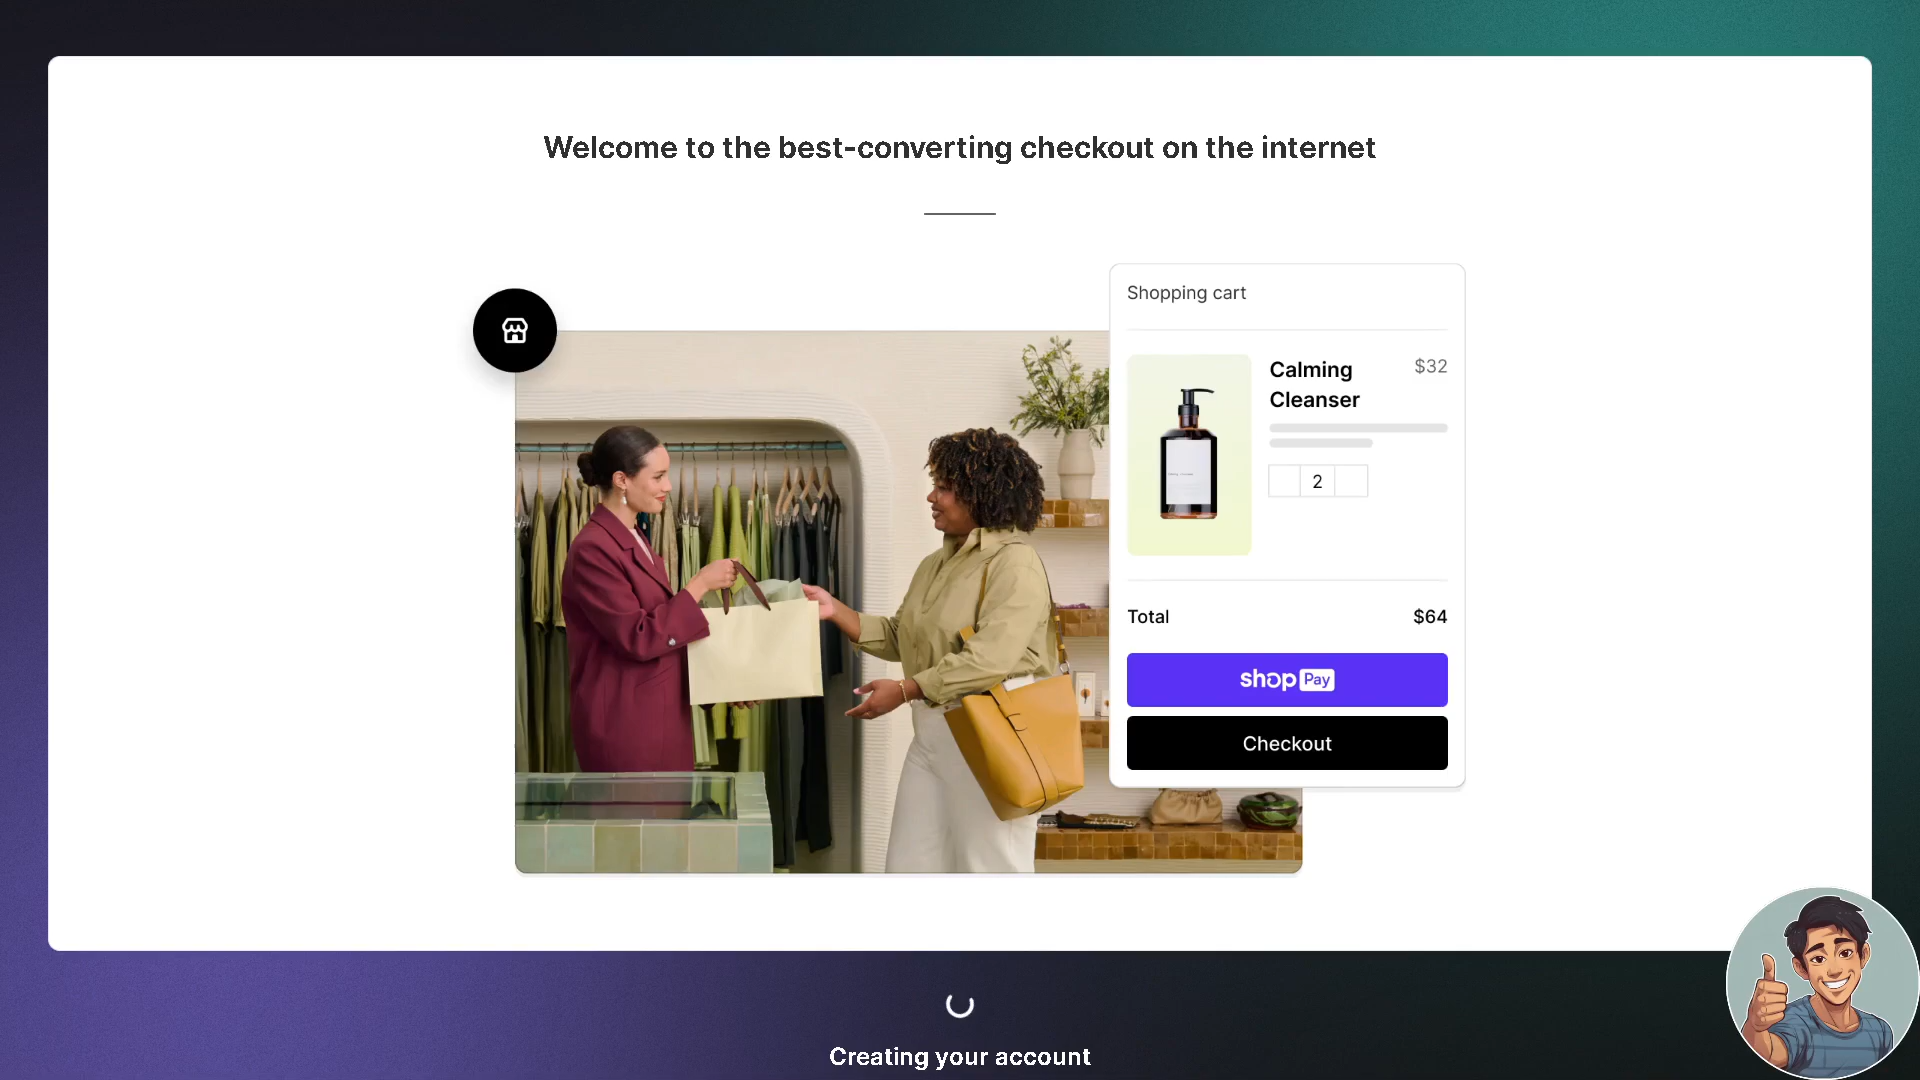 Welcome to the best-converting checkout on the internet
Shopping cart
Calming
Cleanser
$32
2
Total
$64
shop Pay
Checkout
Creating your account